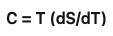 C = T (dS/dT)